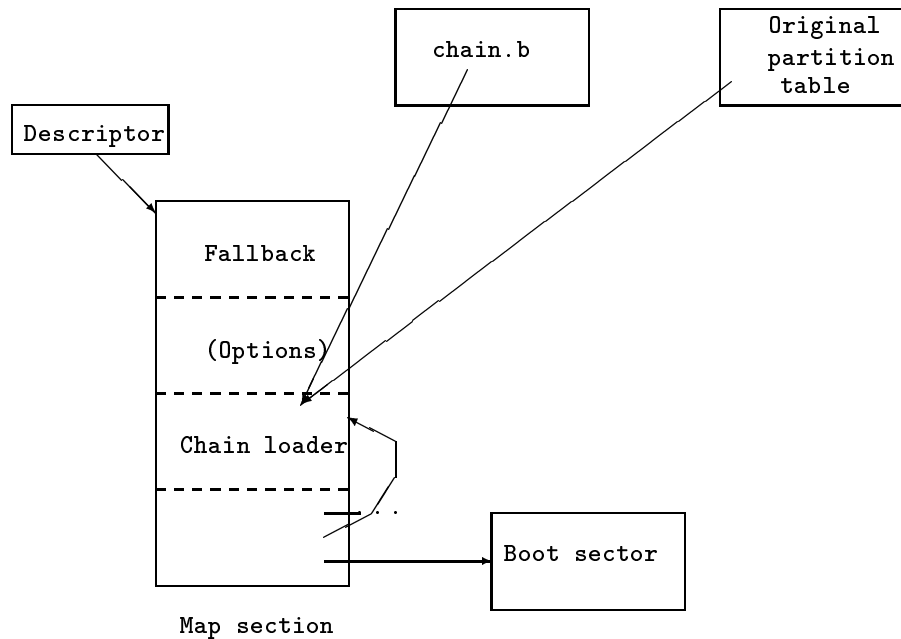 Original
partition
table
chain.b
Descriptor
Fallback
(Options)
Chain loader
Boot sector
Map section